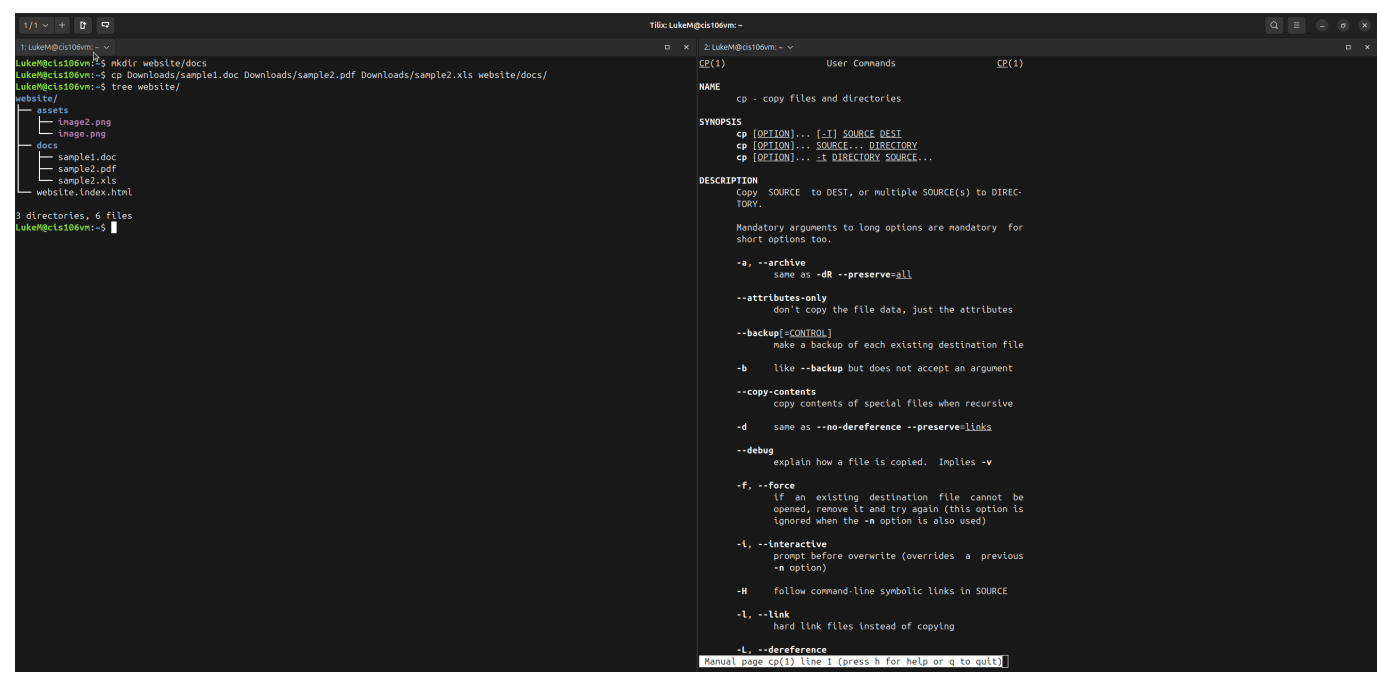 1/1
Tilix: LukeM@cis106vm: ~
1: LukeM@cis106vm: ~
LukeM@cis106vm:~$ mkdir website/docs
LukeM@cis106vm:~$ cp Downloads/sample1.doc Downloads/sample2.pdf Downloads/sample2.xls website/docs/
LukeM@cis106vm:~$ tree website/
website/
├── assets
│   ├── image2.png
│   └── image.png
├── docs
│   ├── sample1.doc
│   ├── sample2.pdf
│   └── sample2.xls
└── website.index.html
3 directories, 6 files
LukeM@cis106vm:~$
2: LukeM@cis106vm: ~
CP(1) User Commands CP(1)
NAME
cp - copy files and directories
SYNOPSIS
cp [OPTION]... [-T] SOURCE DEST
cp [OPTION]... SOURCE... DIRECTORY
cp [OPTION]... -t DIRECTORY SOURCE...
DESCRIPTION
Copy SOURCE to DEST, or multiple SOURCE(s) to DIREC-
TORY.
Mandatory arguments to long options are mandatory for
short options too.
-a, --archive
same as -dR --preserve=all
--attributes-only
don't copy the file data, just the attributes
--backup[=CONTROL]
make a backup of each existing destination file
-b like --backup but does not accept an argument
--copy-contents
copy contents of special files when recursive
-d same as --no-dereference --preserve=links
--debug
explain how a file is copied. Implies -v
-f, --force
if an existing destination file cannot be
opened, remove it and try again (this option is
ignored when the -n option is also used)
-i, --interactive
prompt before overwrite (overrides a previous
-n option)
-H follow command-line symbolic links in SOURCE
-l, --link
hard link files instead of copying
-L, --dereference
Manual page cp(1) line 1 (press h for help or q to quit)